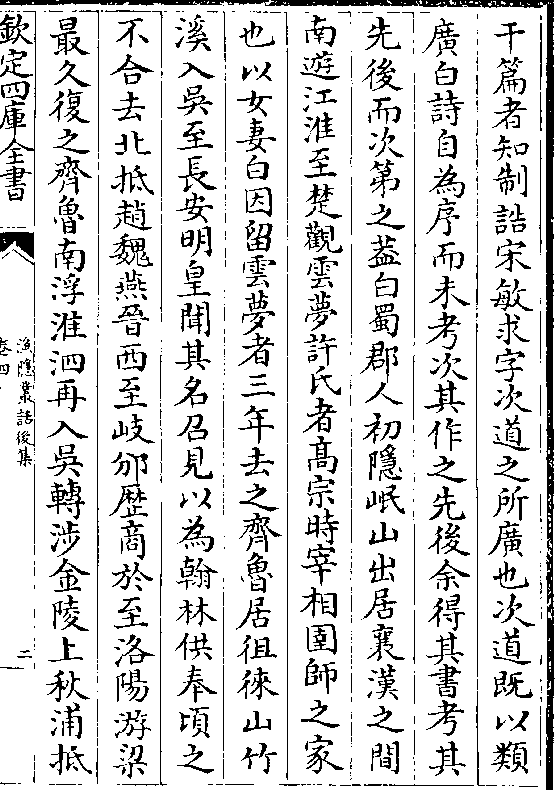 干篇者知制誥宋敏求字次道之所廣也次道既以類
廣白詩自為序而未考次其作之先後余得其書考其
先後而次第之葢白蜀郡人初隱岷山出居襄漢之間
南遊江淮至楚觀雲夢許氏者高宗時宰相圉師之家
也以女妻白因留雲夢者三年去之齊魯居徂徠山竹
溪入吳至長安明皇聞其名召見以為翰林供奉頃之
不合去北抵趙魏燕晉西至岐邠歷商於至洛陽游梁
最久復之齊魯南浮淮泗再入吳轉涉金陵上秋浦抵
欽定四庫全書
漁隱叢話後集
卷四
二